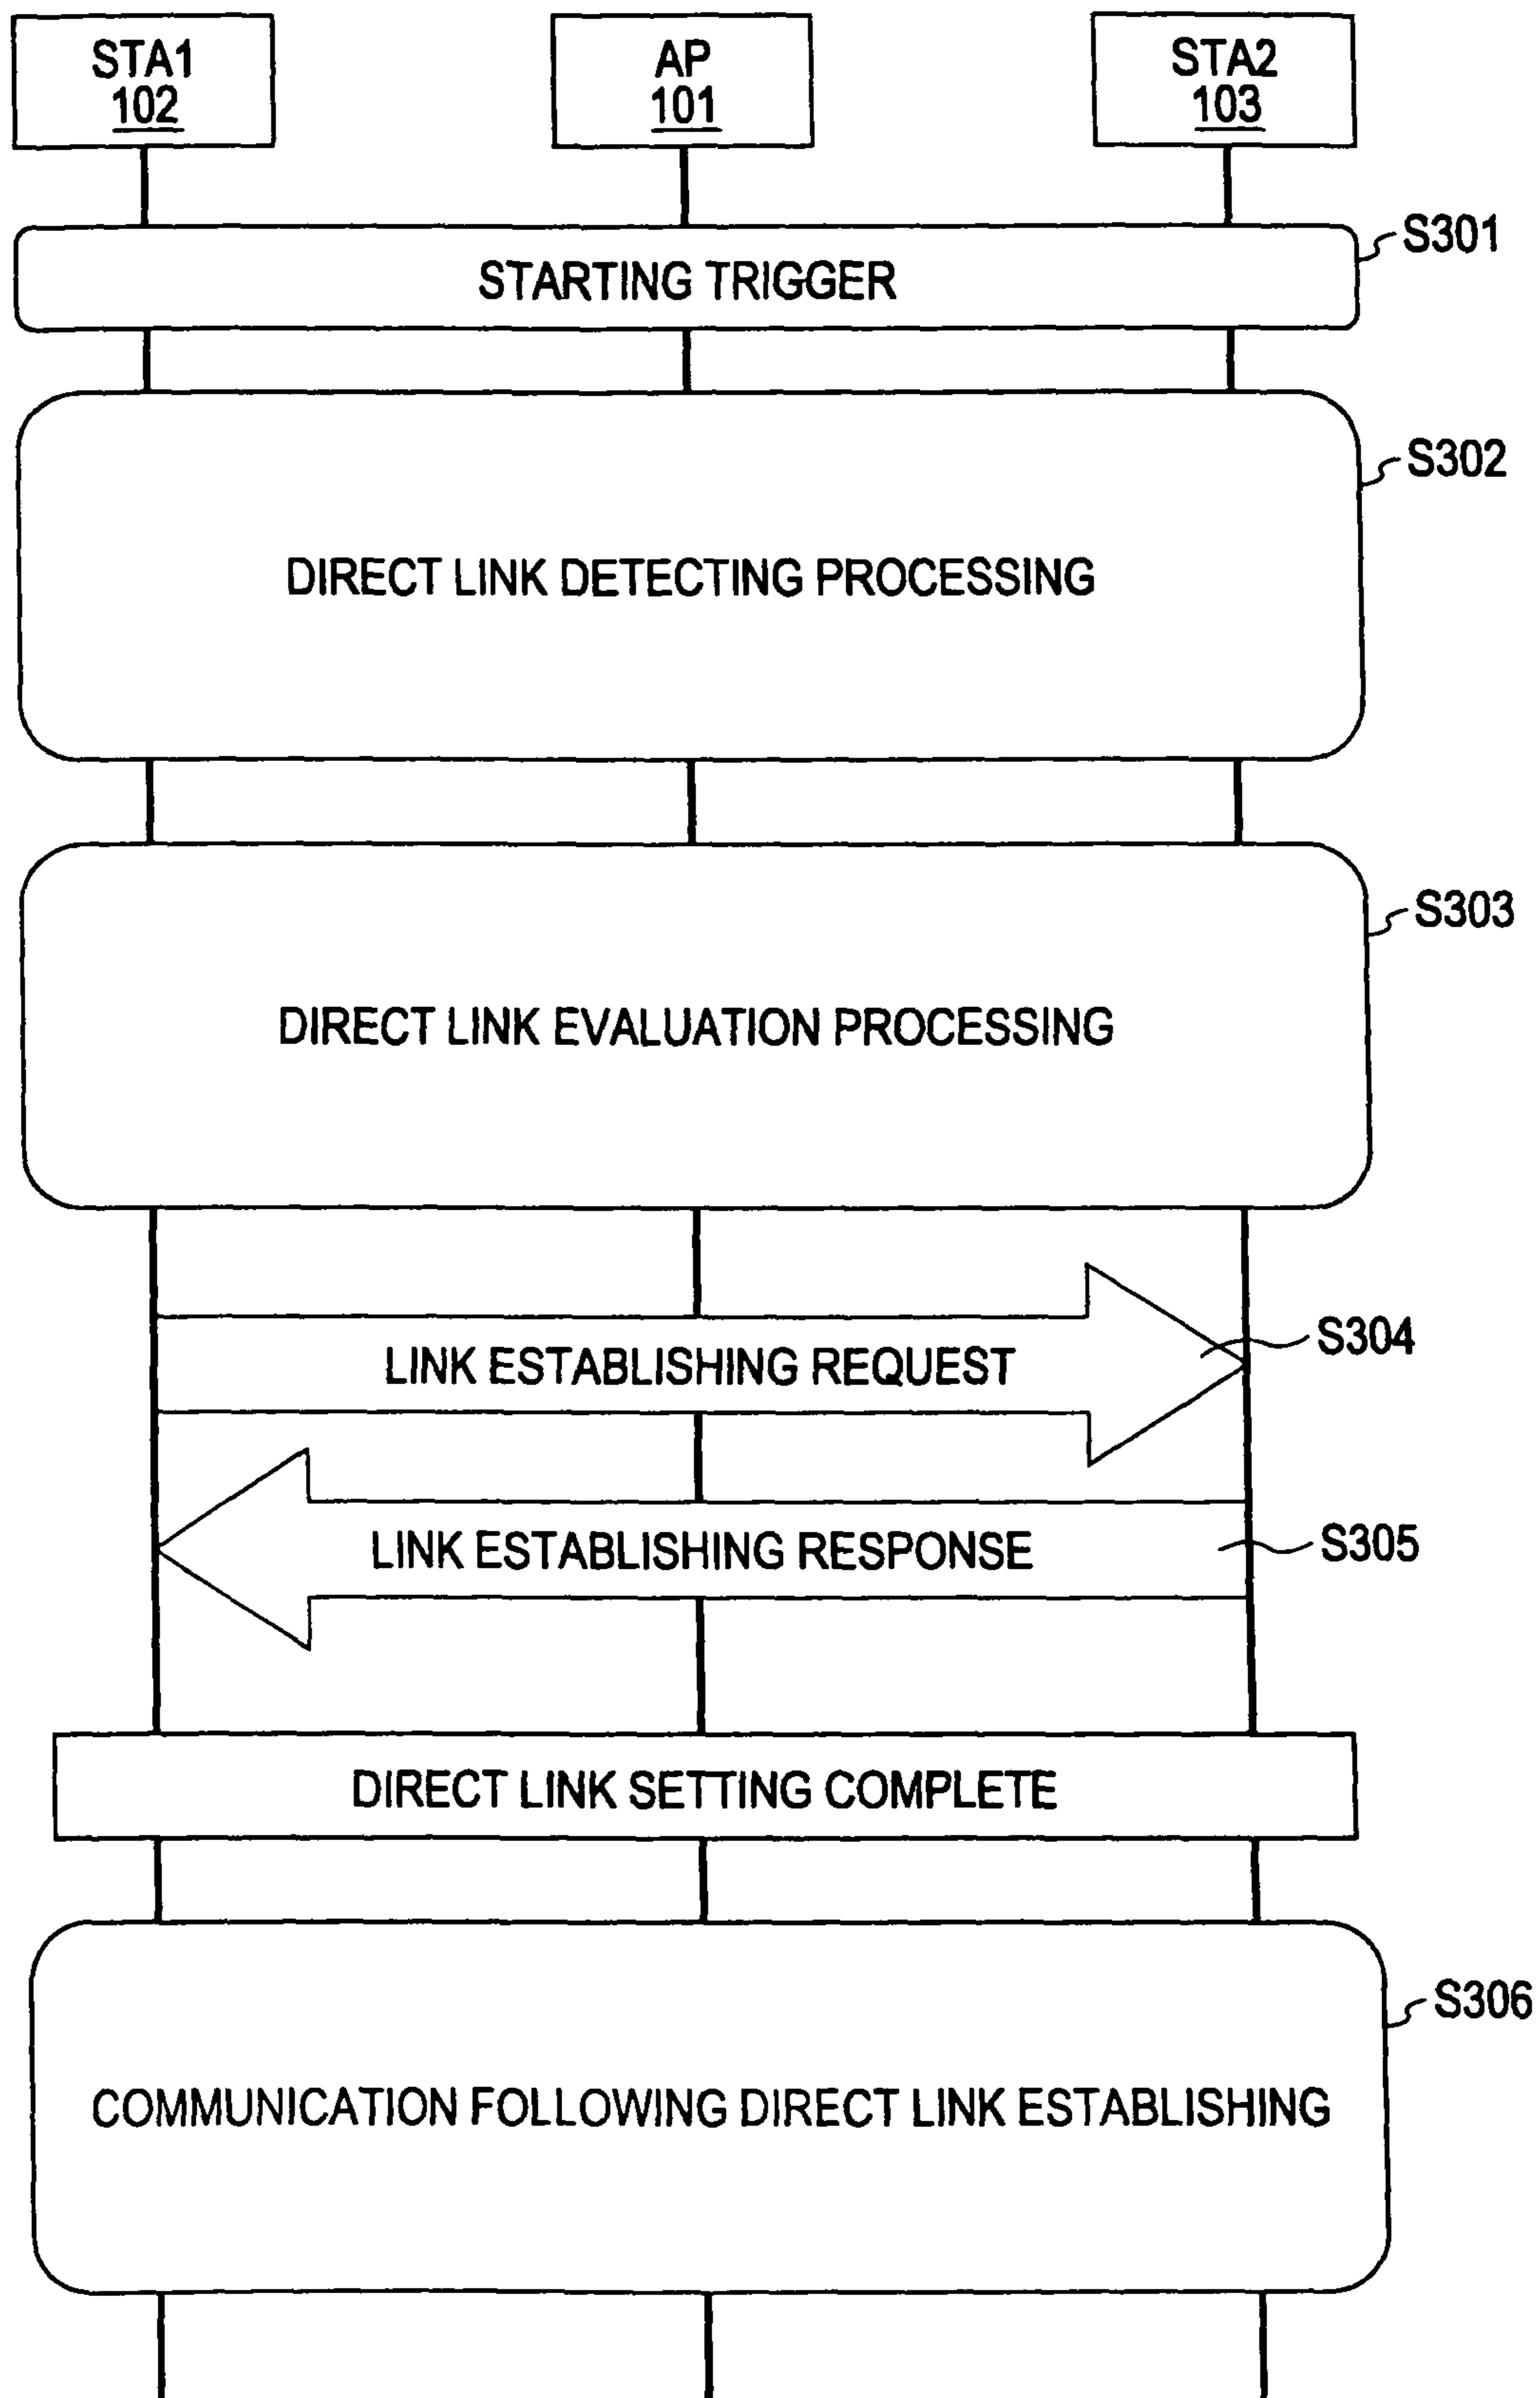 STA1
102
AP
101
STA2
103
S301
STARTING TRIGGER
S302
DIRECT LINK DETECTING PROCESSING
S303
DIRECT LINK EVALUATION PROCESSING
S304
LINK ESTABLISHING REQUEST
LINK ESTABLISHING RESPONSE
S305
DIRECT LINK SETTING COMPLETE
S306
COMMUNICATION FOLLOWING DIRECT LINK ESTABLISHING